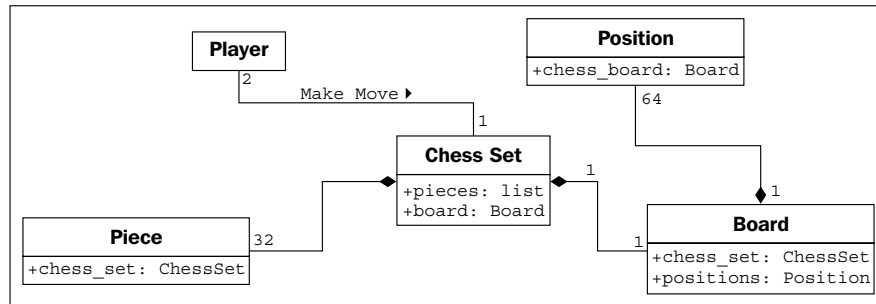 Player
2
Make Move
1
Position
+chess_board: Board
64
Chess Set
+pieces: list
+board: Board
1
1
Piece
+chess_set: ChessSet
32
1
Board
+chess_set: ChessSet
+positions: Position